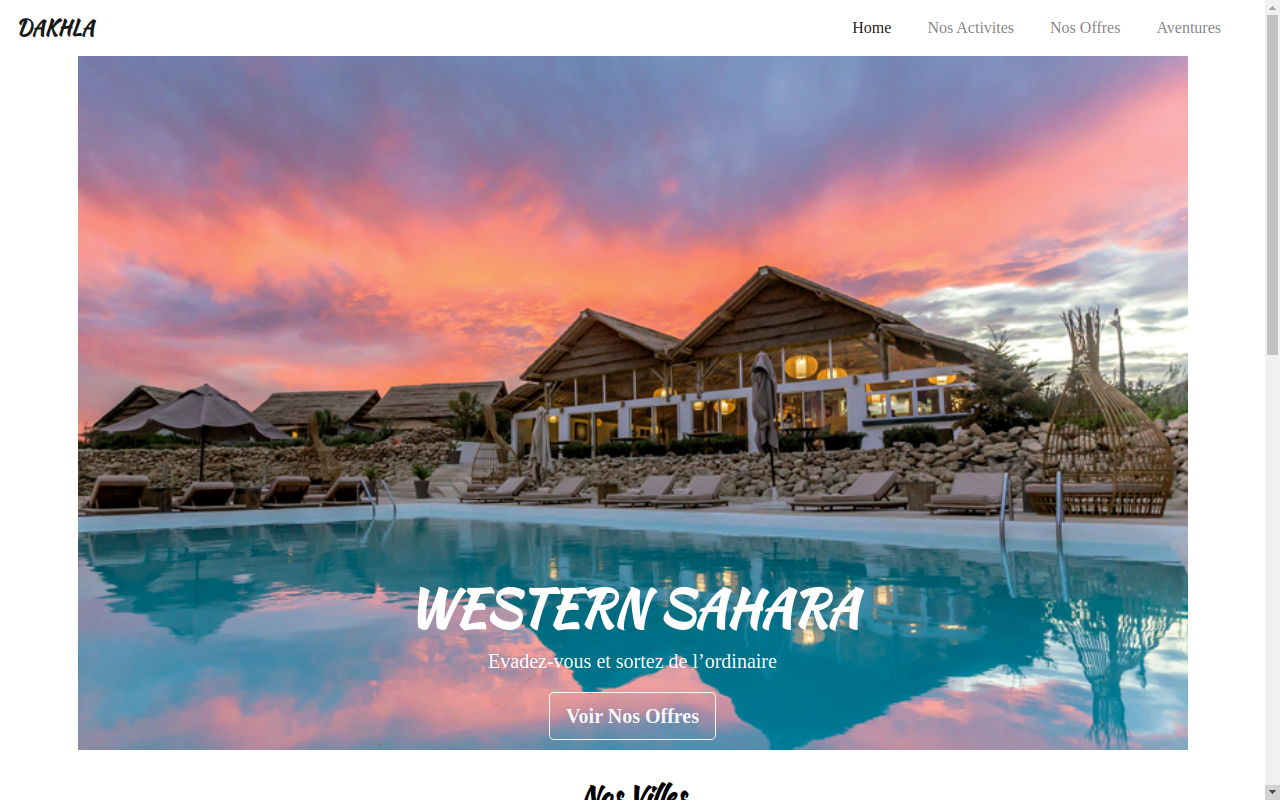 DAKHLA
Home
Nos Activites
Nos Offres
Aventures
WESTERN SAHARA
Evadez-vous et sortez de l’ordinaire
Voir Nos Offres
Nos Villes